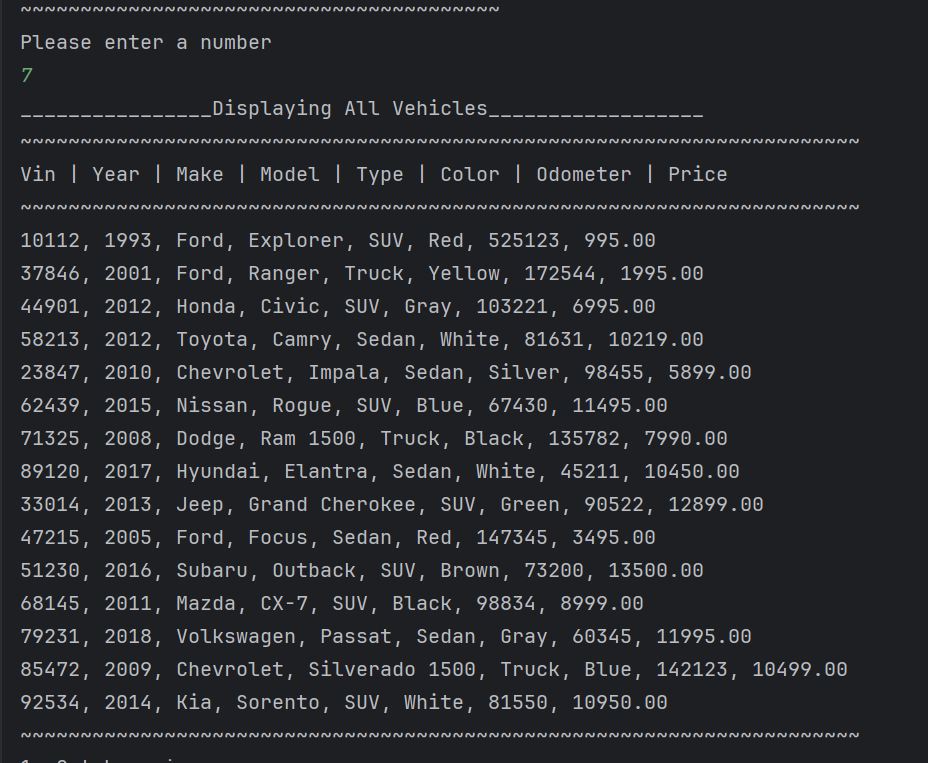 ~~~~~~~~~~~~~~~~~~~~~~~~~~~~~~~~~~~~~~~~
Please enter a number
7
________________Displaying All Vehicles__________________
~~~~~~~~~~~~~~~~~~~~~~~~~~~~~~~~~~~~~~~~~~~~~~~~~~~~~~~~~~~~~~~~~~~~~~
Vin | Year | Make | Model | Type | Color | Odometer | Price
~~~~~~~~~~~~~~~~~~~~~~~~~~~~~~~~~~~~~~~~~~~~~~~~~~~~~~~~~~~~~~~~~~~~~~
10112, 1993, Ford, Explorer, SUV, Red, 525123, 995.00
37846, 2001, Ford, Ranger, Truck, Yellow, 172544, 1995.00
44901, 2012, Honda, Civic, SUV, Gray, 103221, 6995.00
58213, 2012, Toyota, Camry, Sedan, White, 81631, 10219.00
23847, 2010, Chevrolet, Impala, Sedan, Silver, 98455, 5899.00
62439, 2015, Nissan, Rogue, SUV, Blue, 67430, 11495.00
71325, 2008, Dodge, Ram 1500, Truck, Black, 135782, 7990.00
89120, 2017, Hyundai, Elantra, Sedan, White, 45211, 10450.00
33014, 2013, Jeep, Grand Cherokee, SUV, Green, 90522, 12899.00
47215, 2005, Ford, Focus, Sedan, Red, 147345, 3495.00
51230, 2016, Subaru, Outback, SUV, Brown, 73200, 13500.00
68145, 2011, Mazda, CX-7, SUV, Black, 98834, 8999.00
79231, 2018, Volkswagen, Passat, Sedan, Gray, 60345, 11995.00
85472, 2009, Chevrolet, Silverado 1500, Truck, Blue, 142123, 10499.00
92534, 2014, Kia, Sorento, SUV, White, 81550, 10950.00
~~~~~~~~~~~~~~~~~~~~~~~~~~~~~~~~~~~~~~~~~~~~~~~~~~~~~~~~~~~~~~~~~~~~~~